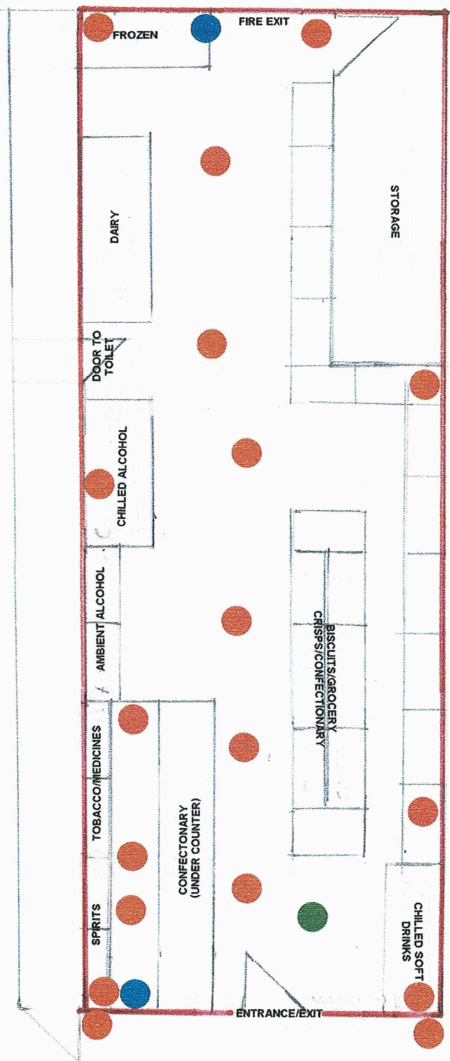 FROZEN
FIRE EXIT
DAIRY
STORAGE
DOOR TO
TOILET
CHILLED ALCOHOL
AMBIENT ALCOHOL
BISCUITS/GROCERY
CRISPS/CONFECTIONARY
TOBACCO/MEDICINES
CONFECTONARY
(UNDER COUNTER)
SPIRITS
CHILLED SOFT
DRINKS
ENTRANCE/EXIT